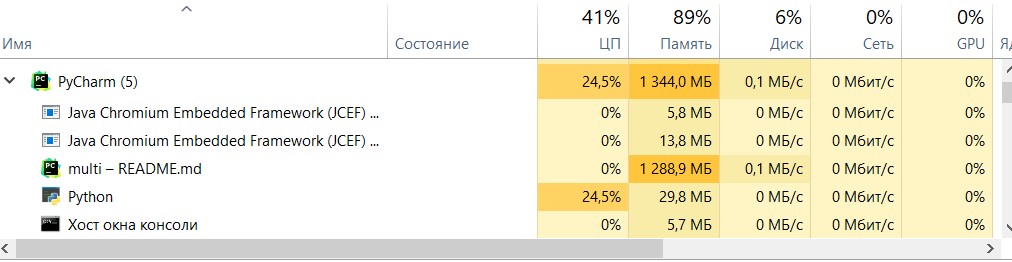 41% 89% 6% 0% 0%
Имя Состояние ЦП Память Диск Сеть GPU Яд
PyCharm (5) 24,5% 1 344,0 МБ 0,1 МБ/с 0 Мбит/с 0%
Java Chromium Embedded Framework (JCEF) ... 0% 5,8 МБ 0 МБ/с 0 Мбит/с 0%
Java Chromium Embedded Framework (JCEF) ... 0% 13,8 МБ 0 МБ/с 0 Мбит/с 0%
multi – README.md 0% 1 288,9 МБ 0,1 МБ/с 0 Мбит/с 0%
Python 24,5% 29,8 МБ 0 МБ/с 0 Мбит/с 0%
Хост окна консоли 0% 5,7 МБ 0 МБ/с 0 Мбит/с 0%